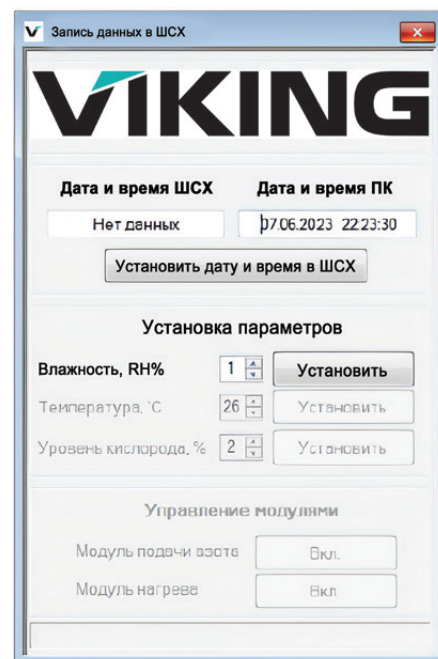 Запись данных в ШСХ
VIKING
Дата и время ШСХ Дата и время ПК
Нет данных 07.06.2023 22:23:30
Установить дату и время в ШСХ
Установка параметров
Влажность, RH% 1 Установить
Температура, °C 26 Установить
Уровень кислорода, % 2 Установить
Управление модулями
Модуль подачи азота Вкл.
Модуль нагрева Вкл